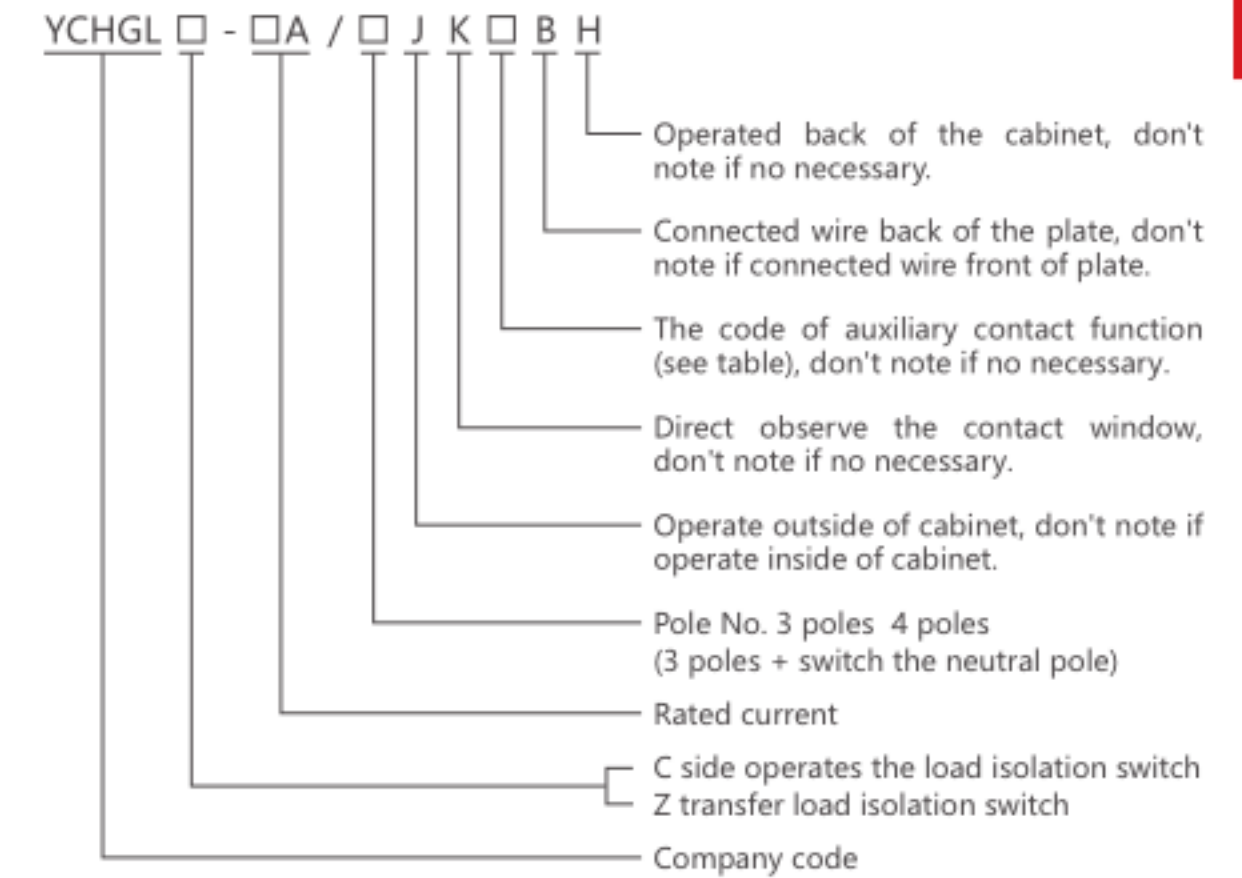 YCHGL □ - □A / □ J K □ B H
Operated back of the cabinet, don't
note if no necessary.
Connected wire back of the plate, don't
note if connected wire front of plate.
The code of auxiliary contact function
(see table), don't note if no necessary.
Direct observe the contact window,
don't note if no necessary.
Operate outside of cabinet, don't note if
operate inside of cabinet.
Pole No. 3 poles 4 poles
(3 poles + switch the neutral pole)
Rated current
C side operates the load isolation switch
Z transfer load isolation switch
Company code